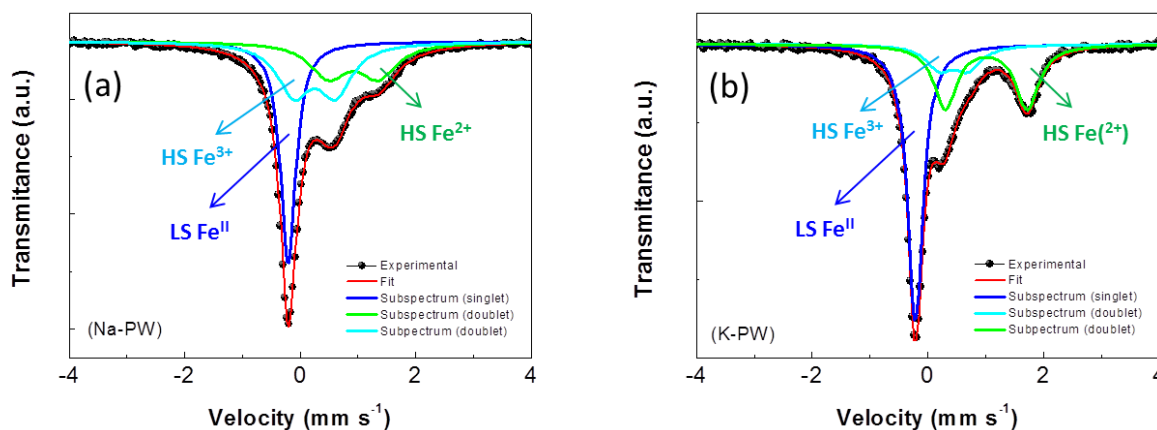 (a)
Transmitance (a.u.)
HS Fe³⁺
LS Feᴵᴵ
HS Fe²⁺
Experimental
Fit
Subspectrum (singlet)
Subspectrum (doublet)
Subpectrum (doublet)
(Na-PW)
-4 -2 0 2 4
Velocity (mm s⁻¹)
(b)
Transmitance (a.u.)
HS Fe³⁺
LS Feᴵᴵ
HS Fe(²⁺)
Experimental
Fit
Subspectrum (singlet)
Subspectrum (doublet)
Subspectrum (doublet)
(K-PW)
-4 -2 0 2 4
Velocity (mm s⁻¹)